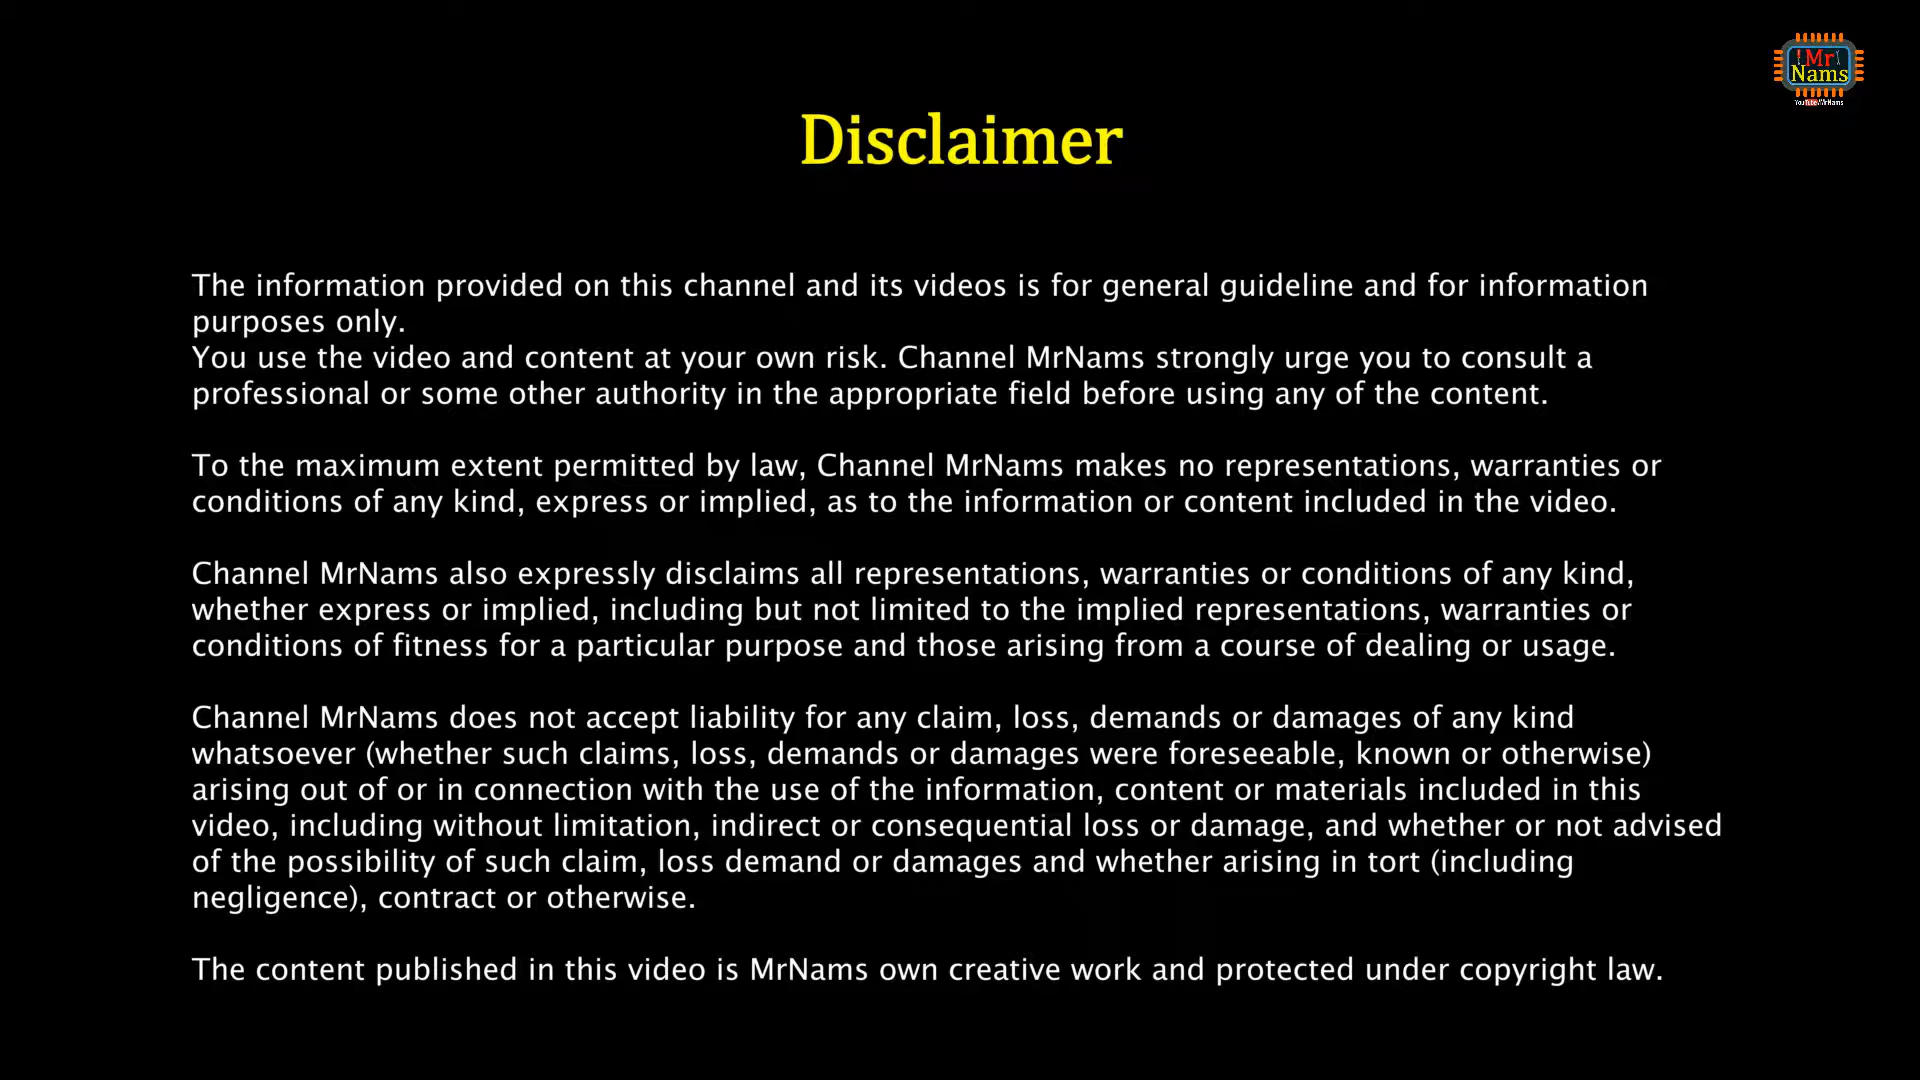 Mr
Nams
YouTube/MrNams
Disclaimer
The information provided on this channel and its videos is for general guideline and for information
purposes only.
You use the video and content at your own risk. Channel MrNams strongly urge you to consult a
professional or some other authority in the appropriate field before using any of the content.
To the maximum extent permitted by law, Channel MrNams makes no representations, warranties or
conditions of any kind, express or implied, as to the information or content included in the video.
Channel MrNams also expressly disclaims all representations, warranties or conditions of any kind,
whether express or implied, including but not limited to the implied representations, warranties or
conditions of fitness for a particular purpose and those arising from a course of dealing or usage.
Channel MrNams does not accept liability for any claim, loss, demands or damages of any kind
whatsoever (whether such claims, loss, demands or damages were foreseeable, known or otherwise)
arising out of or in connection with the use of the information, content or materials included in this
video, including without limitation, indirect or consequential loss or damage, and whether or not advised
of the possibility of such claim, loss demand or damages and whether arising in tort (including
negligence), contract or otherwise.
The content published in this video is MrNams own creative work and protected under copyright law.